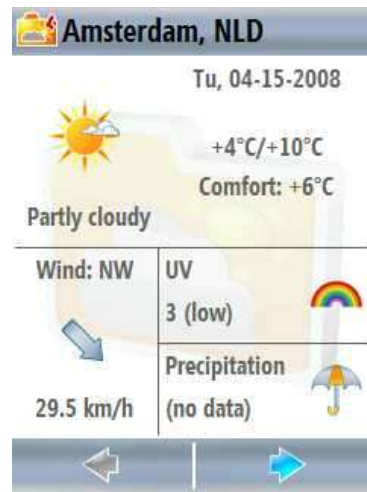 Amsterdam, NLD
Tu, 04-15-2008
+4°C/+10°C
Comfort: +6°C
Partly cloudy
Wind: NW
29.5 km/h
UV
3 (low)
Precipitation
(no data)